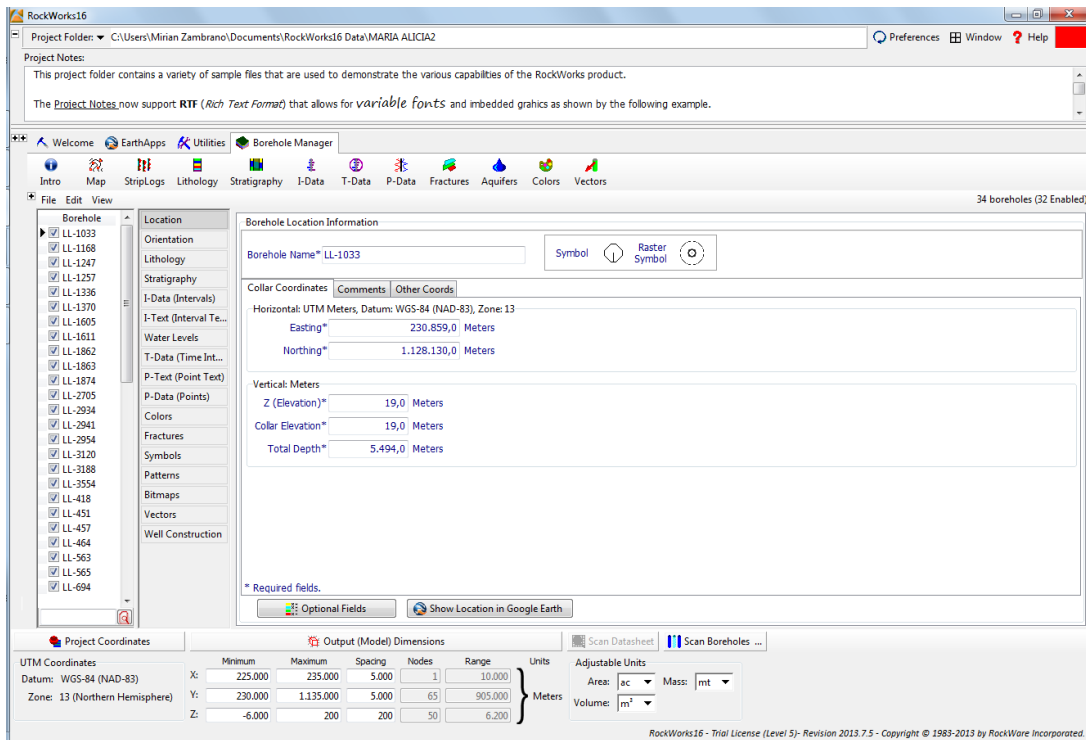 RockWorks16
Project Folder: C:\Users\Mirian Zambrano\Documents\RockWorks16 Data\MARIA ALICIA2 Preferences Window Help
Project Notes:
This project folder contains a variety of sample files that are used to demonstrate the various capabilities of the RockWorks product.
The Project Notes now support RTF (Rich Text Format) that allows for variable fonts and imbedded grahics as shown by the following example.
Welcome EarthApps Utilities Borehole Manager
Intro Map StripLogs Lithology Stratigraphy I-Data T-Data P-Data Fractures Aquifers Colors Vectors
File Edit View 34 boreholes (32 Enabled)
Borehole
LL-1033
LL-1168
LL-1247
LL-1257
LL-1336
LL-1370
LL-1605
LL-1611
LL-1862
LL-1863
LL-1874
LL-2705
LL-2934
LL-2941
LL-2954
LL-3120
LL-3188
LL-3554
LL-418
LL-451
LL-457
LL-464
LL-563
LL-565
LL-694
Location
Orientation
Lithology
Stratigraphy
I-Data (Intervals)
I-Text (Interval Te...
Water Levels
T-Data (Time Int...
P-Text (Point Text)
P-Data (Points)
Colors
Fractures
Symbols
Patterns
Bitmaps
Vectors
Well Construction
Borehole Location Information
Borehole Name* LL-1033 Symbol Raster Symbol
Collar Coordinates Comments Other Coords
Horizontal: UTM Meters, Datum: WGS-84 (NAD-83), Zone: 13
Easting* 230.859,0 Meters
Northing* 1.128.130,0 Meters
Vertical: Meters
Z (Elevation)* 19,0 Meters
Collar Elevation* 19,0 Meters
Total Depth* 5.494,0 Meters
* Required fields.
Optional Fields Show Location in Google Earth
Project Coordinates Output (Model) Dimensions Scan Datasheet Scan Boreholes ...
UTM Coordinates
Datum: WGS-84 (NAD-83)
Zone: 13 (Northern Hemisphere)
Minimum Maximum Spacing Nodes Range Units
X: 225.000 235.000 5.000 1 10.000
Y: 230.000 1.135.000 5.000 65 905.000 Meters
Z: -6.000 200 200 50 6.200
Adjustable Units
Area: ac Mass: mt
Volume: m³
RockWorks16 - Trial License (Level 5)- Revision 2013.7.5 - Copyright © 1983-2013 by RockWare Incorporated.